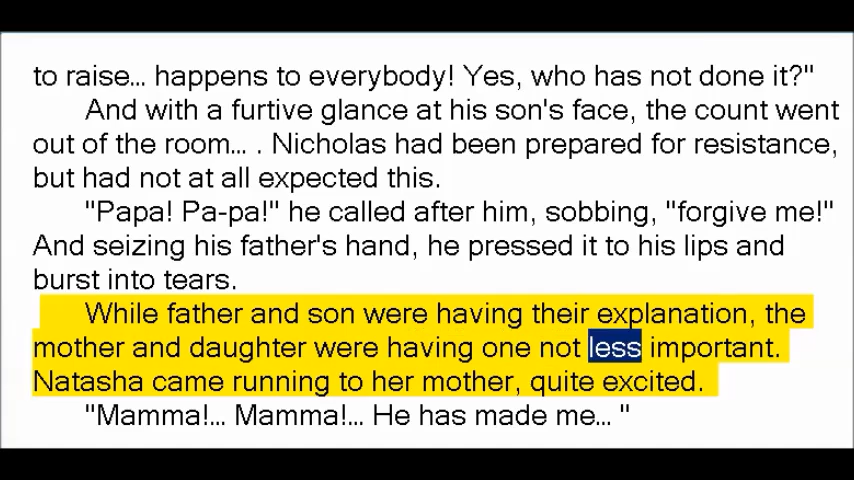 to raise... happens to everybody! Yes, who has not done it?"
And with a furtive glance at his son's face, the count went
out of the room... . Nicholas had been prepared for resistance,
but had not at all expected this.
"Papa! Pa-pa!" he called after him, sobbing, "forgive me!"
And seizing his father's hand, he pressed it to his lips and
burst into tears.
While father and son were having their explanation, the
mother and daughter were having one not less important.
Natasha came running to her mother, quite excited.
"Mamma!... Mamma!... He has made me... "